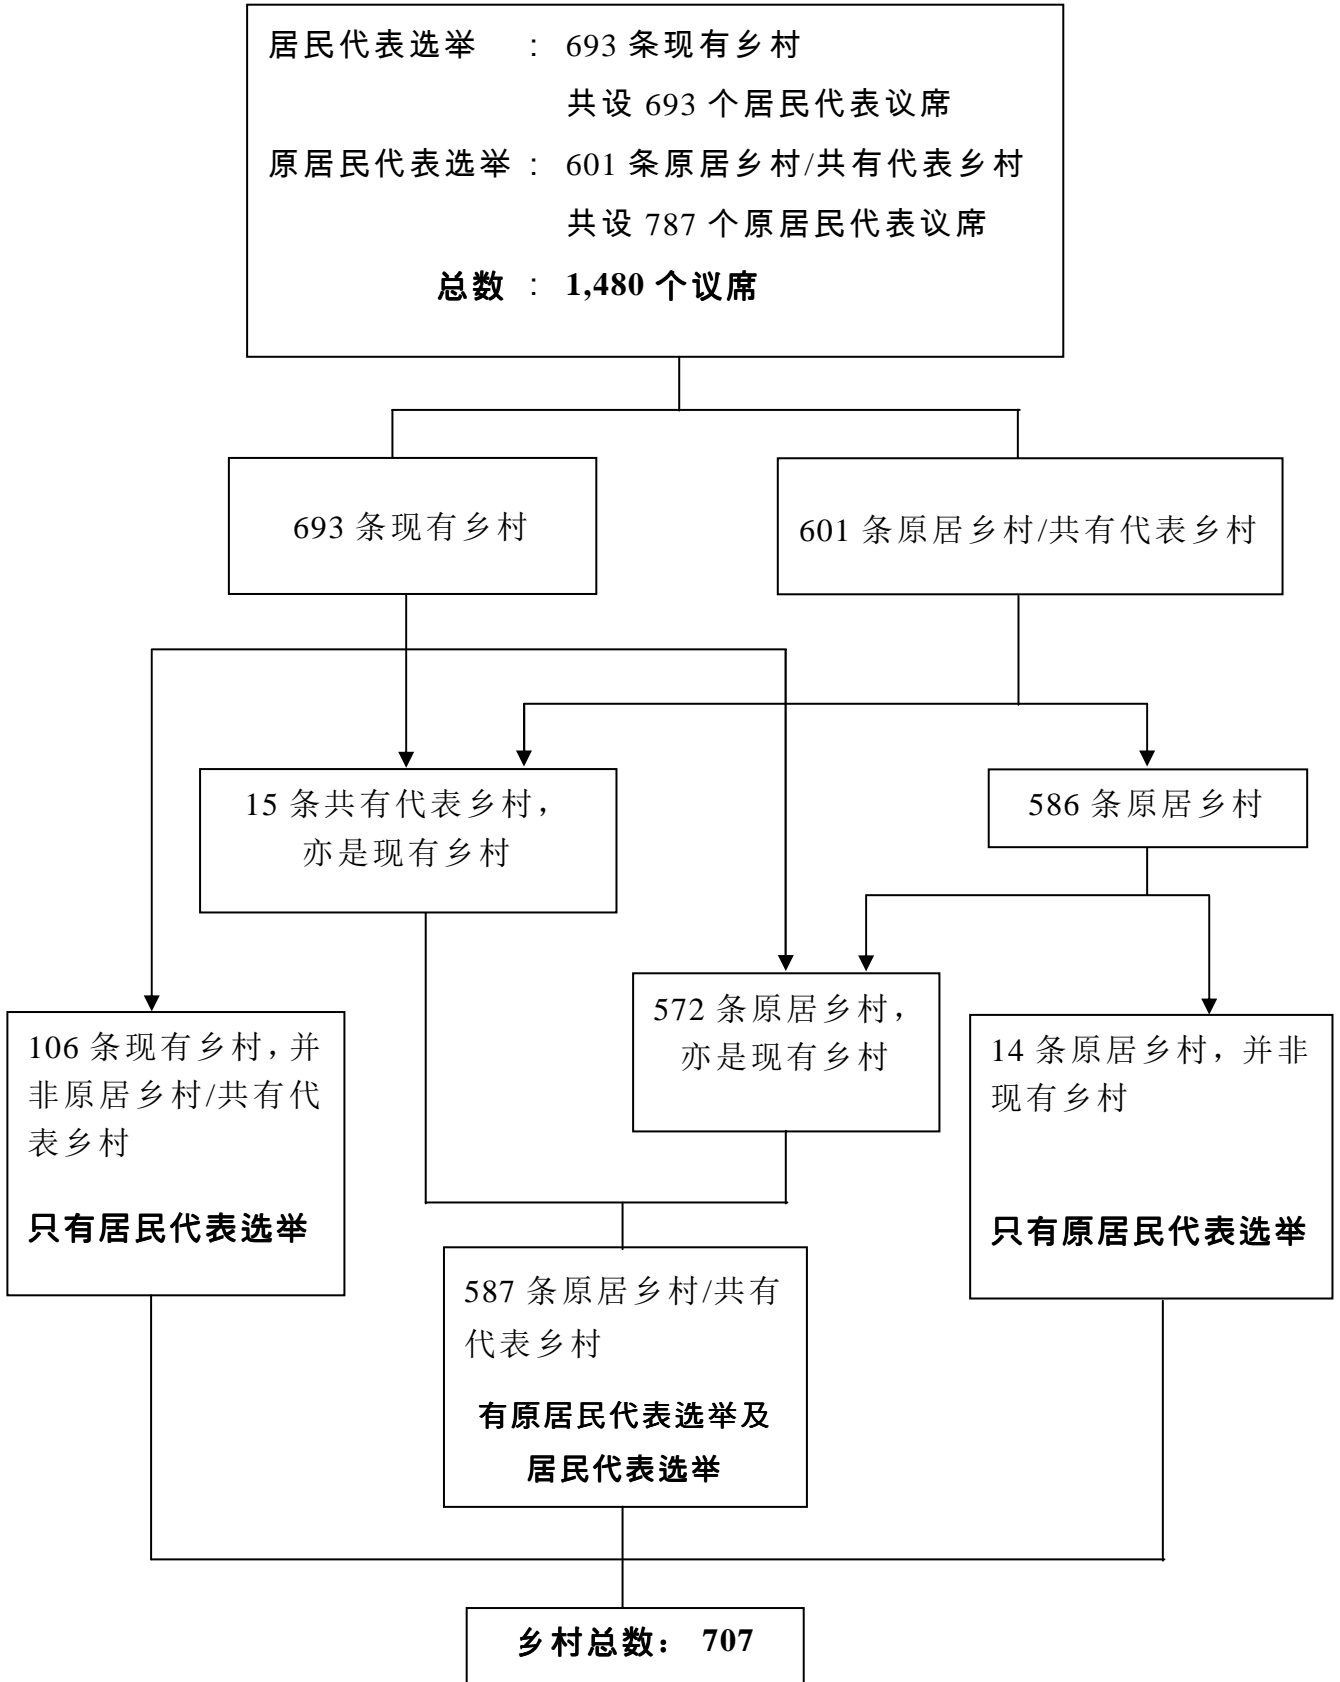 居民代表选举 : 693 条现有乡村
共设 693 个居民代表议席
原居民代表选举 : 601 条原居乡村/共有代表乡村
共设 787 个原居民代表议席
总数 : 1,480 个议席
693 条现有乡村
601 条原居乡村/共有代表乡村
15 条共有代表乡村，
亦是现有乡村
586 条原居乡村
572 条原居乡村，
亦是现有乡村
106 条现有乡村，并
非原居乡村/共有代
表乡村
只有居民代表选举
14 条原居乡村，并非
现有乡村
只有原居民代表选举
587 条原居乡村/共有
代表乡村
有原居民代表选举及
居民代表选举
乡村总数： 707